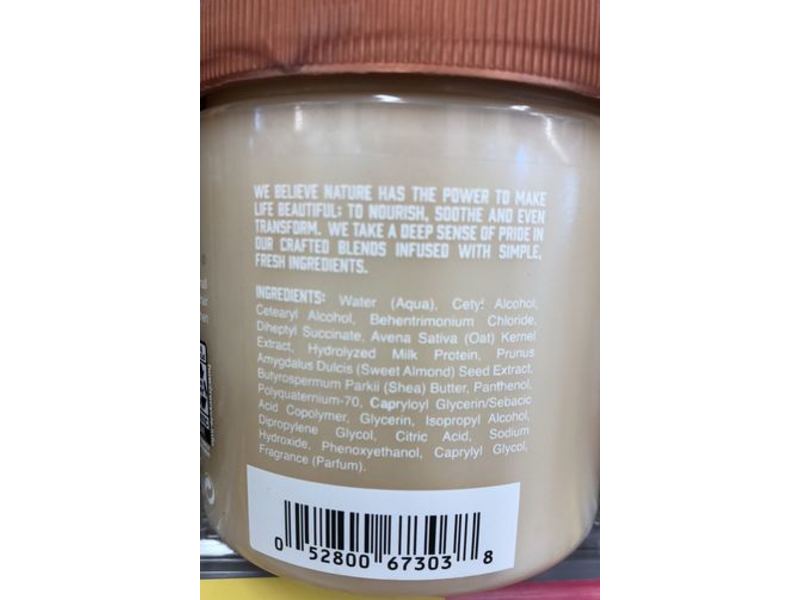 WE BELIEVE NATURE HAS THE POWER TO MAKE
LIFE BEAUTIFUL: TO NOURISH, SOOTHE AND EVEN
TRANSFORM. WE TAKE A DEEP SENSE OF PRIDE IN
OUR CRAFTED BLENDS INFUSED WITH SIMPLE,
FRESH INGREDIENTS.
INGREDIENTS: Water (Aqua), Cetyl Alcohol,
Cetearyl Alcohol, Behentrimonium Chloride,
Diheptyl Succinate, Avena Sativa (Oat) Kernel
Extract, Hydrolyzed Milk Protein, Prunus
Amygdalus Dulcis (Sweet Almond) Seed Extract,
Butyrospermum Parkii (Shea) Butter, Panthenol,
Polyquaternium-70, Capryloyl Glycerin/Sebacic
Acid Copolymer, Glycerin, Isopropyl Alcohol,
Dipropylene Glycol, Citric Acid, Sodium
Hydroxide, Phenoxyethanol, Caprylyl Glycol,
Fragrance (Parfum).
0 52800 67303 8